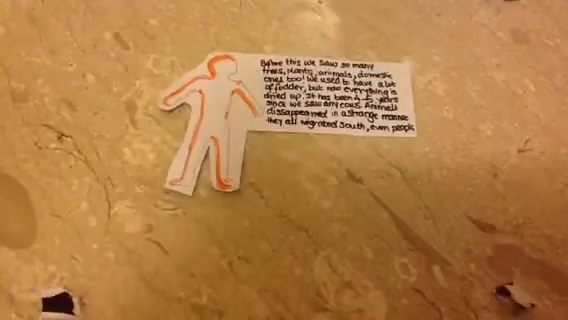 Before this we saw so many
trees, plants, animals, domestic
ones too! We used to have a lot
of fodder, but now everything is
dried up. It has been 4-5 years
since we saw any cows. Animals
dissappeared in a strange manner
they all migrated South, even people